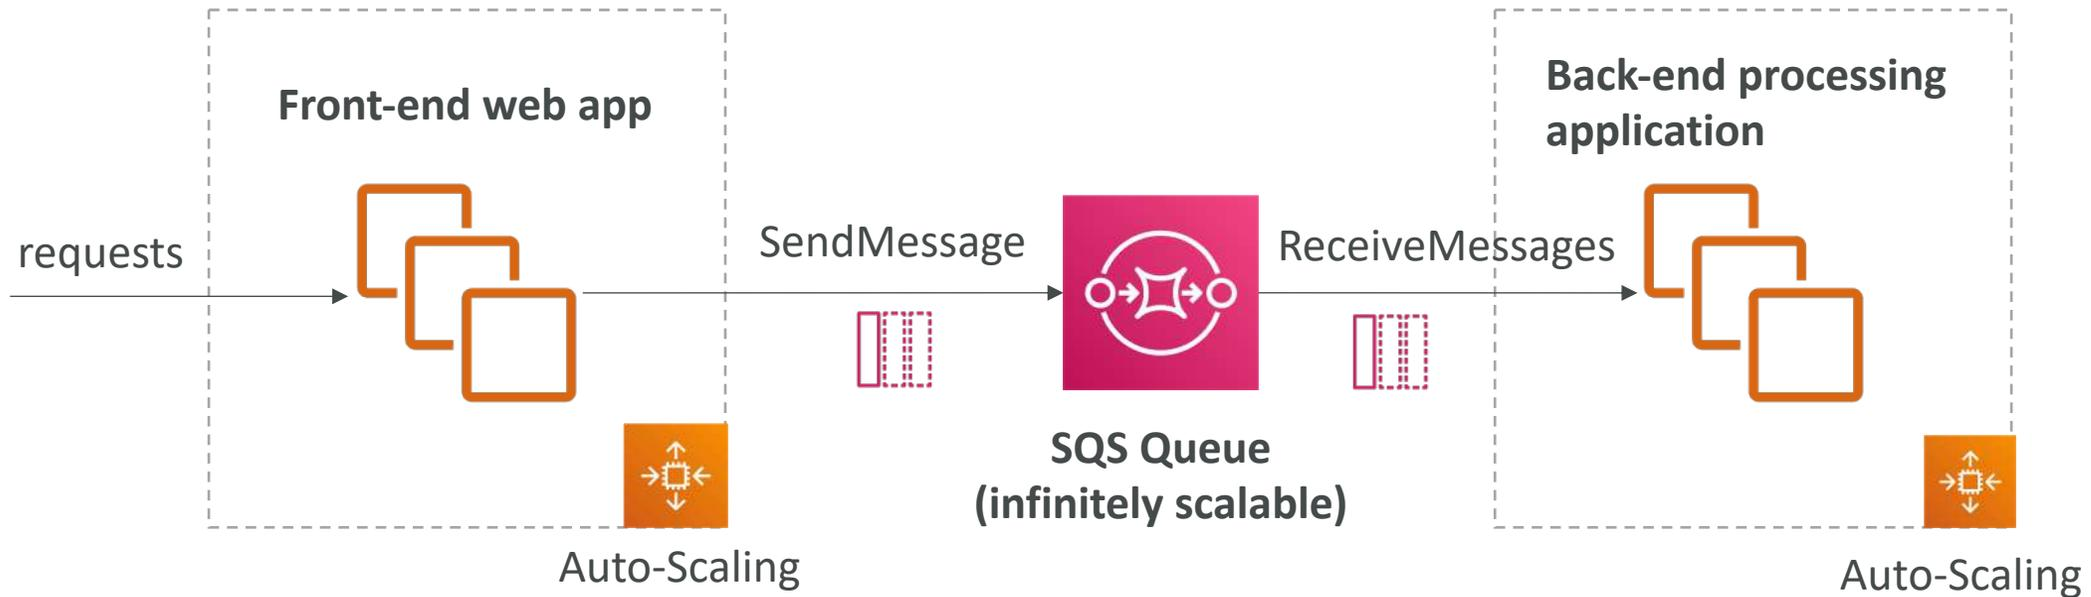 Front-end web app
Back-end processing
application
requests
SendMessage
ReceiveMessages
SQS Queue
(infinitely scalable)
Auto-Scaling
Auto-Scaling